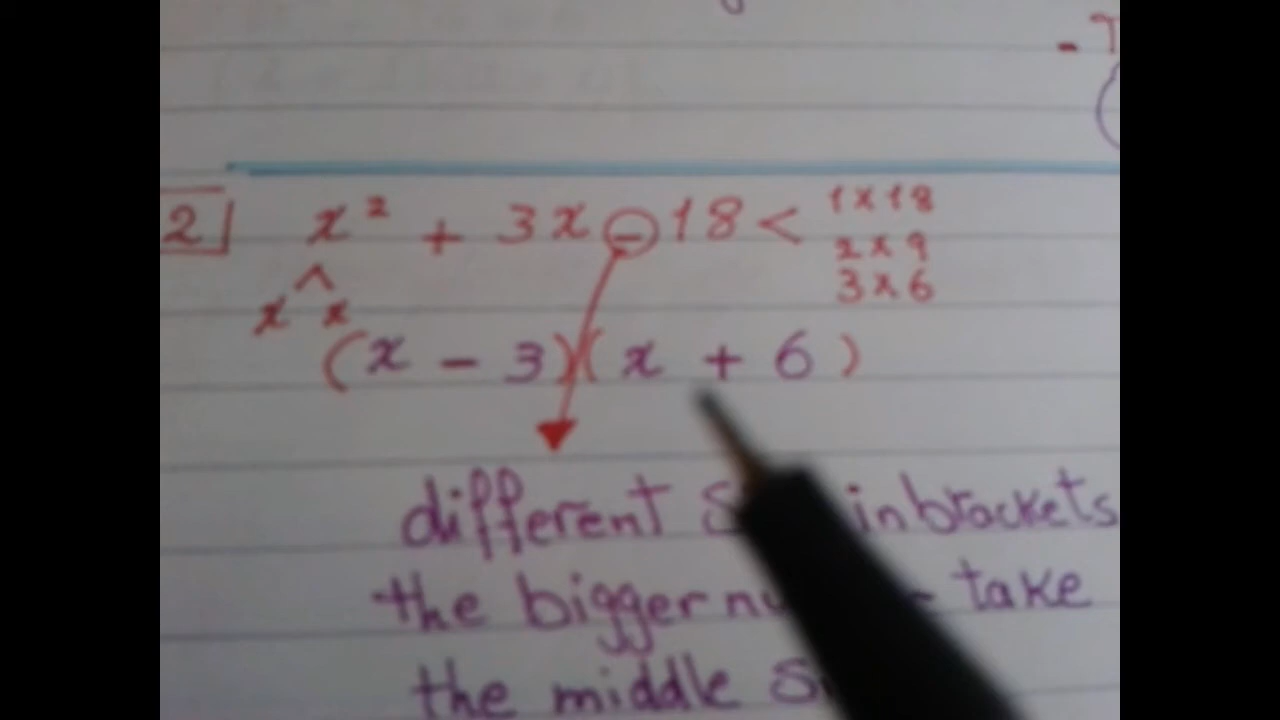 2 x² + 3x - 18 < 1 x 18
2 x 9
3 x 6
x x
(x - 3)(x + 6)
different in brackets
the bigger take
the middle